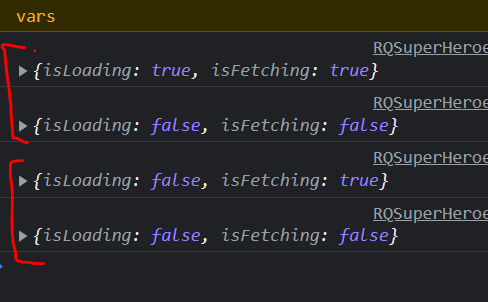 vars
RQSuperHeroe
▶{isLoading: true, isFetching: true}
RQSuperHeroe
▶{isLoading: false, isFetching: false}
RQSuperHeroe
▶{isLoading: false, isFetching: true}
RQSuperHeroe
▶{isLoading: false, isFetching: false}